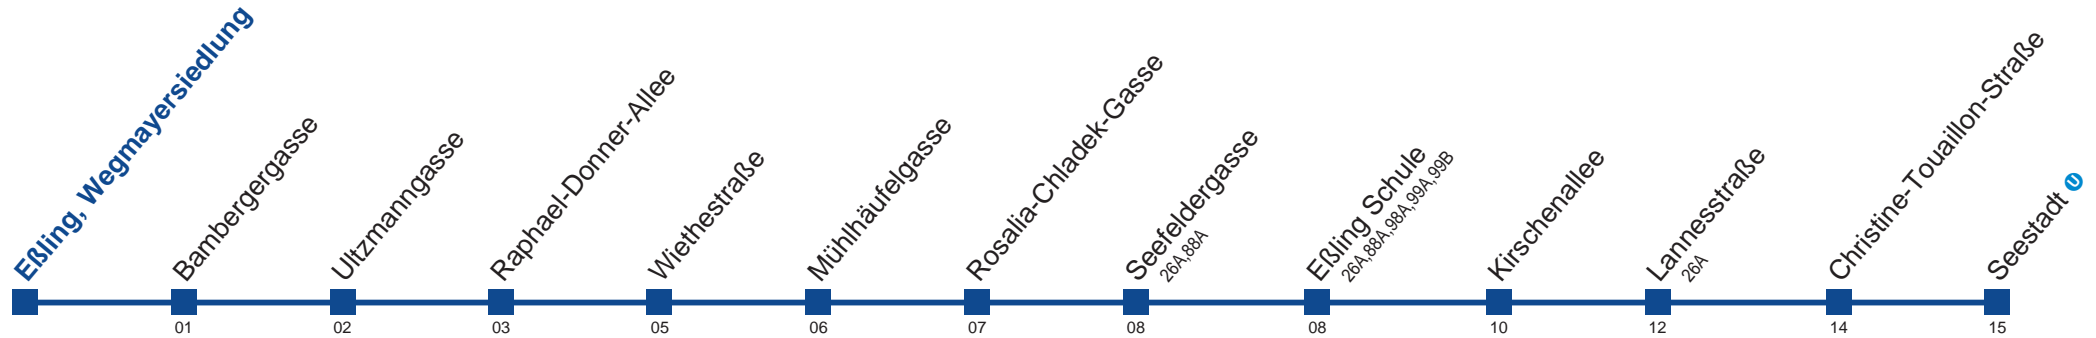 Eßling, Wegmayersiedlung
Bambergergasse
01
Ultzmanngasse
02
Raphael-Donner-Allee
03
Wiethestraße
05
Mühlhäufelgasse
06
Rosalia-Chladek-Gasse
07
Seefeldergasse
26A,88A
08
Eßling Schule
26A,88A,98A,99A,99B
08
Kirschenallee
10
Lannesstraße
26A
12
Christine-Touaillon-Straße
14
Seestadt U
15